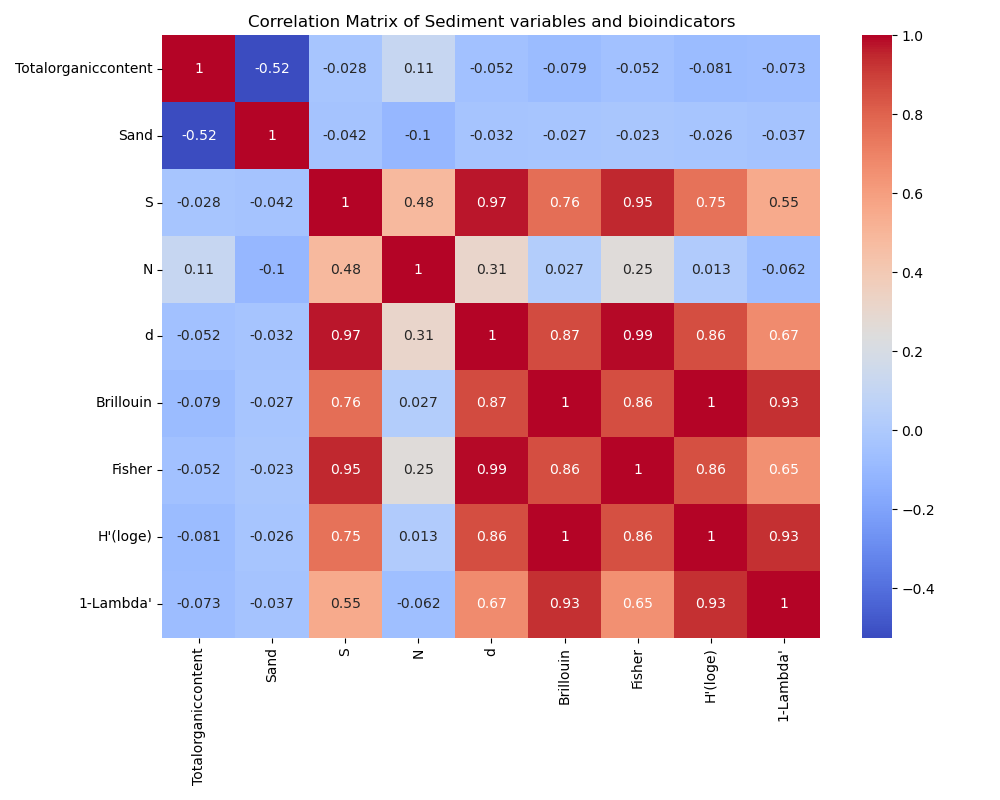 Correlation Matrix of Sediment variables and bioindicators
Totalorganiccontent 1 -0.52 -0.028 0.11 -0.052 -0.079 -0.052 -0.081 -0.073
Sand -0.52 1 -0.042 -0.1 -0.032 -0.027 -0.023 -0.026 -0.037
S -0.028 -0.042 1 0.48 0.97 0.76 0.95 0.75 0.55
N 0.11 -0.1 0.48 1 0.31 0.027 0.25 0.013 -0.062
d -0.052 -0.032 0.97 0.31 1 0.87 0.99 0.86 0.67
Brillouin -0.079 -0.027 0.76 0.027 0.87 1 0.86 1 0.93
Fisher -0.052 -0.023 0.95 0.25 0.99 0.86 1 0.86 0.65
H'(loge) -0.081 -0.026 0.75 0.013 0.86 1 0.86 1 0.93
1-Lambda' -0.073 -0.037 0.55 -0.062 0.67 0.93 0.65 0.93 1
Totalorganiccontent
Sand
S
N
d
Brillouin
Fisher
H'(loge)
1-Lambda'
1.0
0.8
0.6
0.4
0.2
0.0
−0.2
−0.4